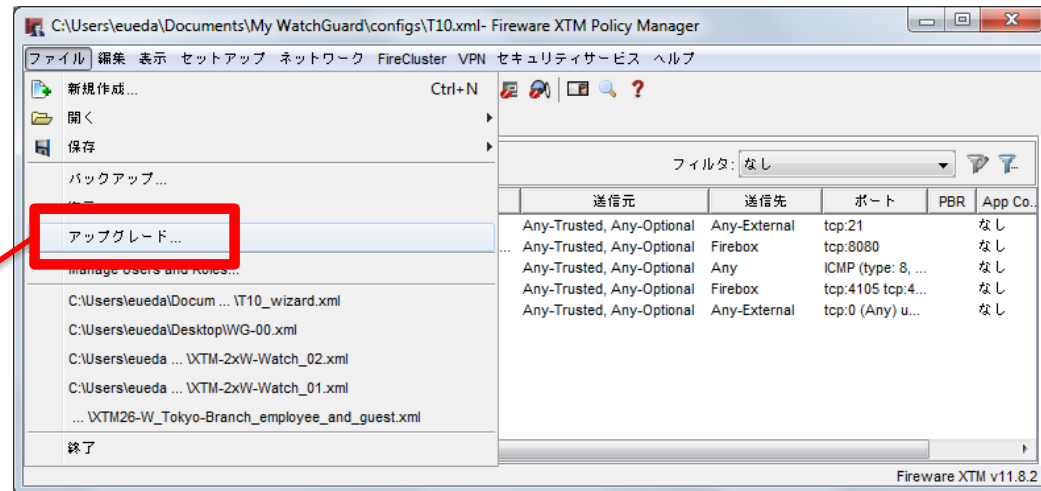 C:\Users\eueda\Documents\My WatchGuard\configs\T10.xml- Fireware XTM Policy Manager
ファイル 編集 表示 セットアップ ネットワーク FireCluster VPN セキュリティサービス ヘルプ
新規作成... Ctrl+N
開く
保存
バックアップ...
アップグレード...
Manage Users and Roles...
C:\Users\eueda\Docum ... \T10_wizard.xml
C:\Users\eueda\Desktop\WG-00.xml
C:\Users\eueda ... \XTM-2xW-Watch_02.xml
C:\Users\eueda ... \XTM-2xW-Watch_01.xml
... \XTM26-W_Tokyo-Branch_employee_and_guest.xml
終了
フィルタ: なし
送信元 送信先 ポート PBR App Co..
Any-Trusted, Any-Optional Any-External tcp:21 なし
... Any-Trusted, Any-Optional Firebox tcp:8080 なし
Any-Trusted, Any-Optional Any ICMP (type: 8, ... なし
Any-Trusted, Any-Optional Firebox tcp:4105 tcp:4... なし
Any-Trusted, Any-Optional Any-External tcp:0 (Any) u... なし
Fireware XTM v11.8.2